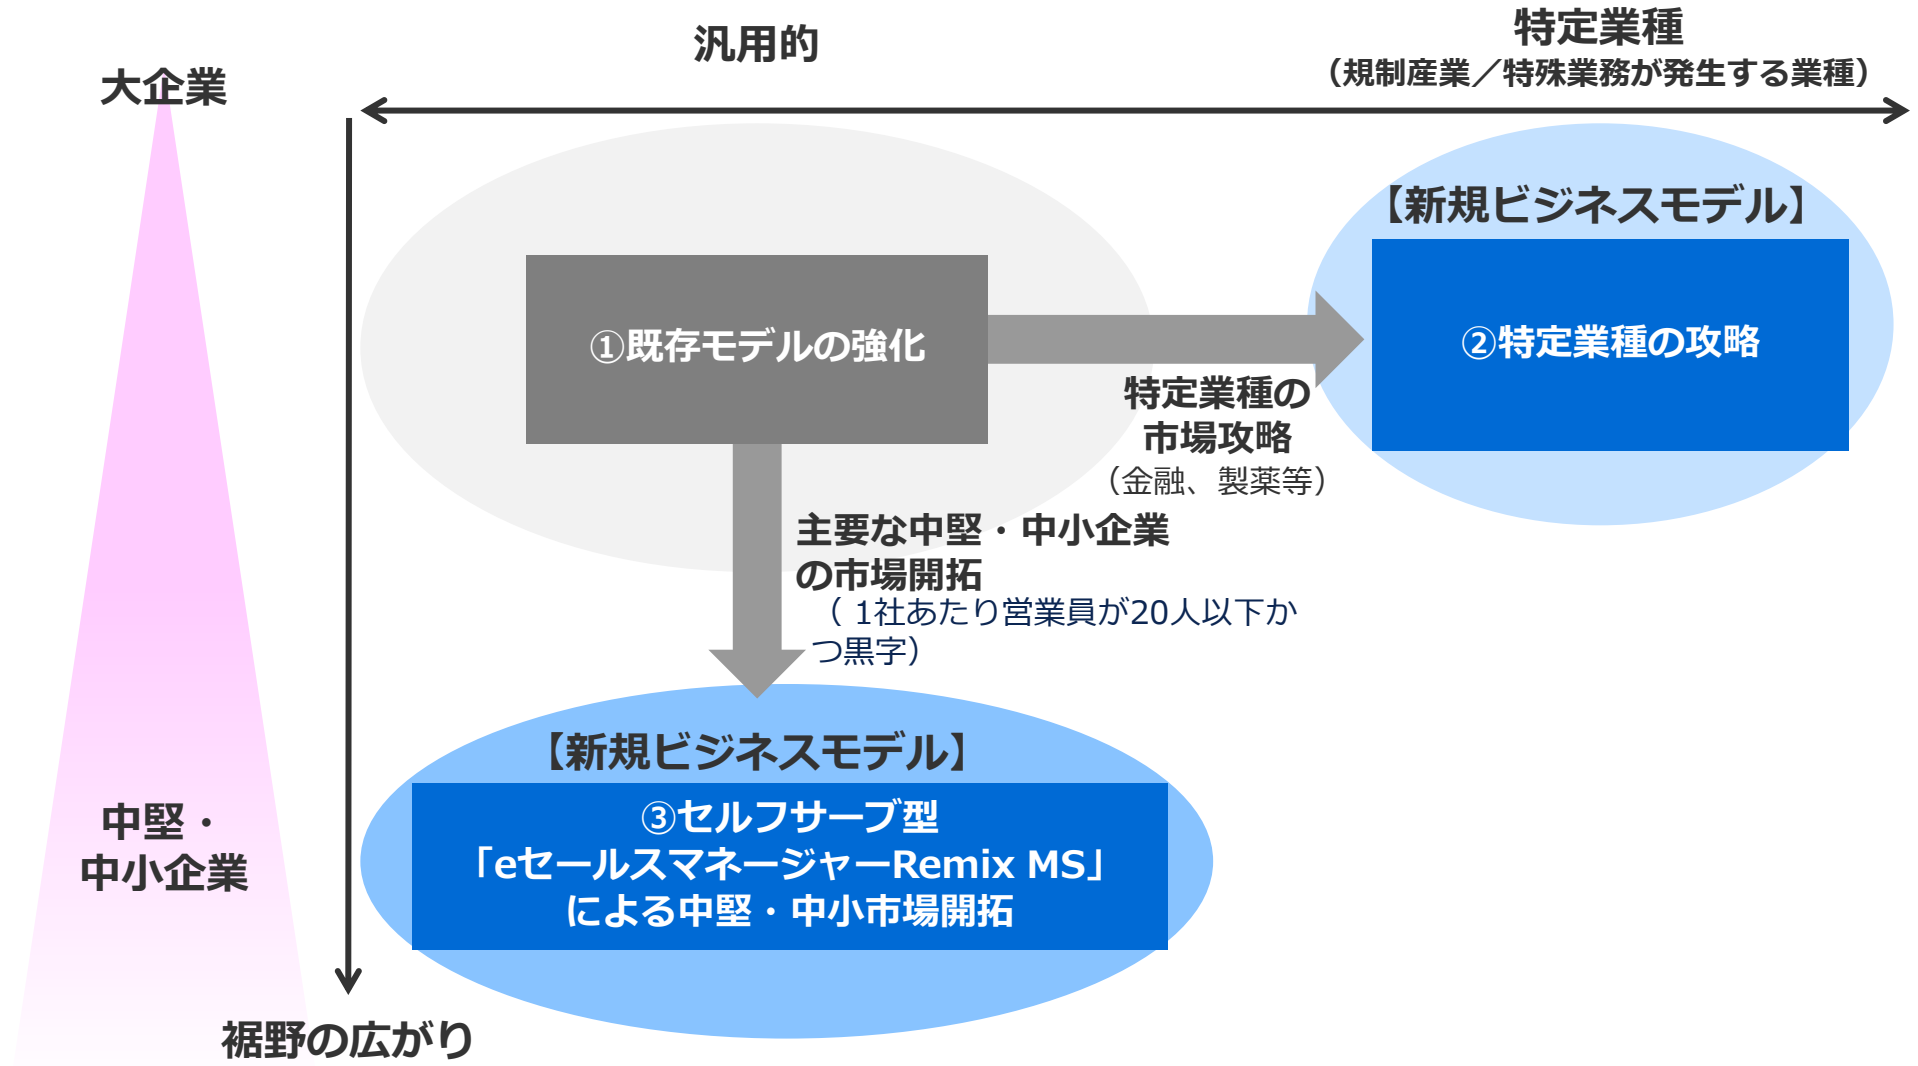 汎用的
特定業種
（規制産業／特殊業務が発生する業種）
大企業
【新規ビジネスモデル】
①既存モデルの強化
②特定業種の攻略
特定業種の
市場攻略
（金融、製薬等）
主要な中堅・中小企業
の市場開拓
（ 1社あたり営業員が20人以下か
つ黒字）
【新規ビジネスモデル】
③セルフサーブ型
「eセールスマネージャーRemix MS」
による中堅・中小市場開拓
中堅・
中小企業
裾野の広がり